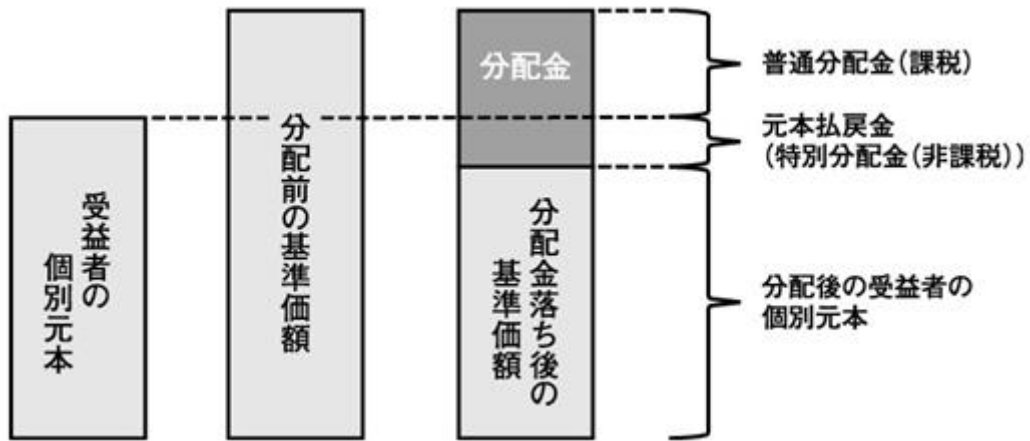 受益者の
個別元本
分配前の基準価額
分配金
分配金落ち後の
基準価額
普通分配金(課税)
元本払戻金
(特別分配金(非課税))
分配後の受益者の
個別元本